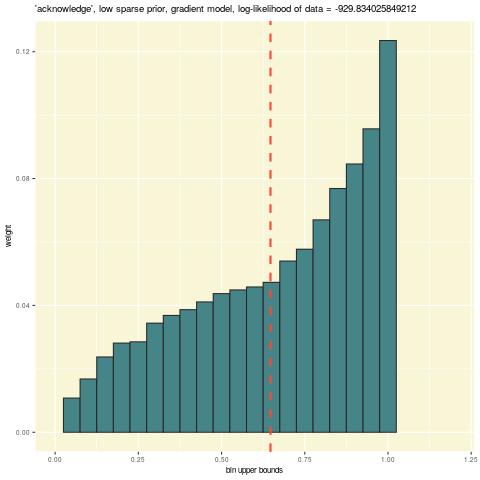 'acknowledge', low sparse prior, gradient model, log-likelihood of data = -929.834025849212
0.12
0.08
0.04
0.00
weight
0.00 0.25 0.50 0.75 1.00 1.25
bin upper bounds